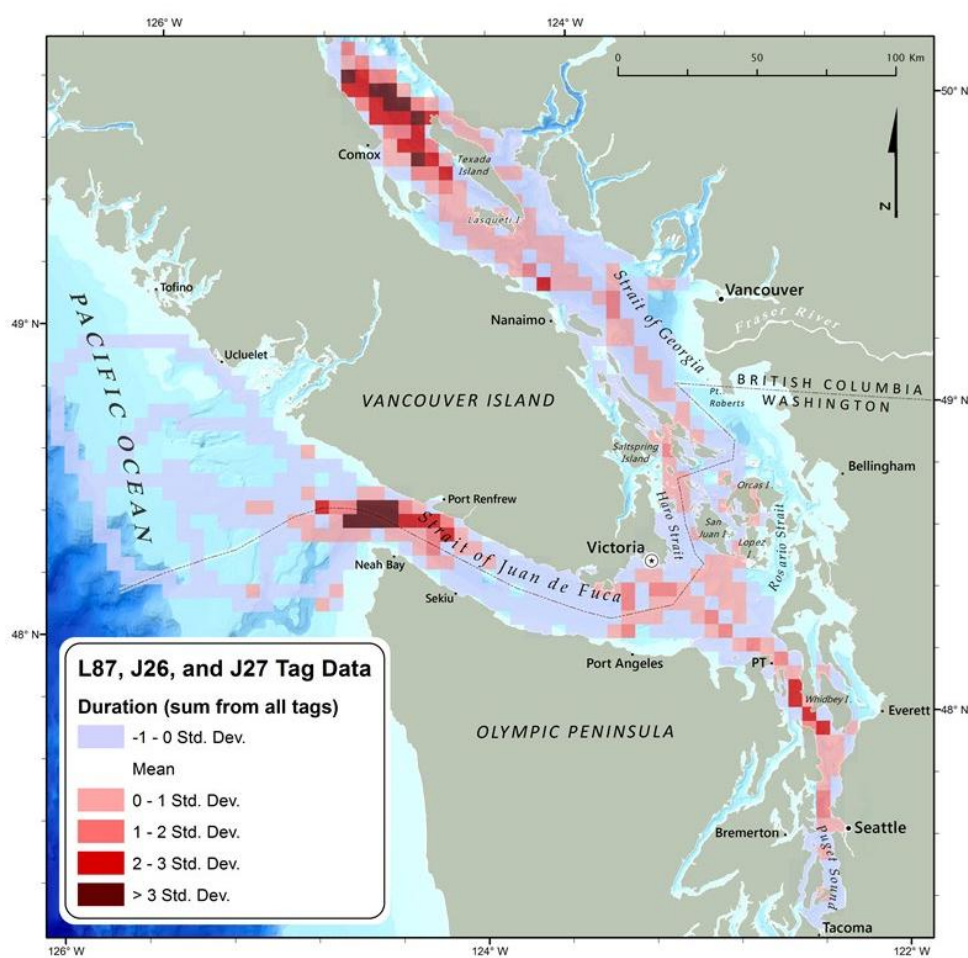 126° W
124° W
0
50
100 Km
50° N
N
Comox
Texada
Island
Lasqueti I.
Strait of Georgia
Vancouver
Fraser River
Tofino
49° N
Nanaimo
Ucluelet
PACIFIC OCEAN
VANCOUVER ISLAND
Pt.
Roberts
BRITISH COLUMBIA
WASHINGTON
49° N
Saltspring
Island
Bellingham
Orcas I.
Haro Strait
San
Juan I.
Lopez
I.
Rosario Strait
Port Renfrew
Strait of Juan de Fuca
Victoria
Neah Bay
Sekiu
48° N
Port Angeles
PT
Whidbey I.
Everett
48° N
OLYMPIC PENINSULA
Bremerton
Seattle
Puget Sound
Tacoma
L87, J26, and J27 Tag Data
Duration (sum from all tags)
-1 - 0 Std. Dev.
Mean
0 - 1 Std. Dev.
1 - 2 Std. Dev.
2 - 3 Std. Dev.
> 3 Std. Dev.
126° W
124° W
122° W